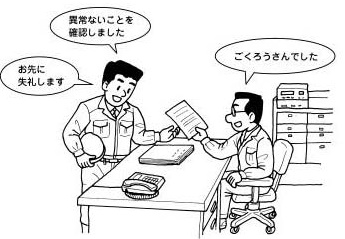 異常ないことを
確認しました
お先に
失礼します
ごくろうさんでした